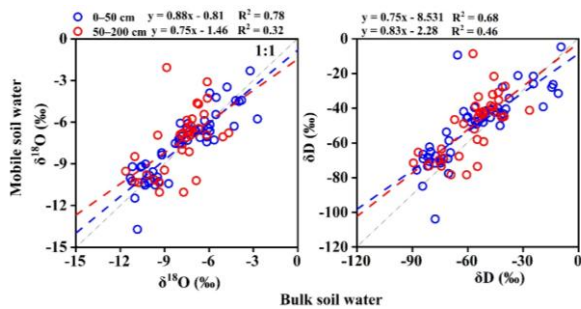 0–50 cm y = 0.88x - 0.81 R² = 0.78
50–200 cm y = 0.75x - 1.46 R² = 0.32
y = 0.75x - 8.531 R² = 0.68
y = 0.83x - 2.28 R² = 0.46
1:1
0
-3
-6
-9
-12
-15
-15 -12 -9 -6 -3 0
Mobile soil water
δ¹⁸O (‰)
δ¹⁸O (‰)
0
-20
-40
-60
-80
-100
-120
-120 -90 -60 -30 0
δD (‰)
δD (‰)
Bulk soil water